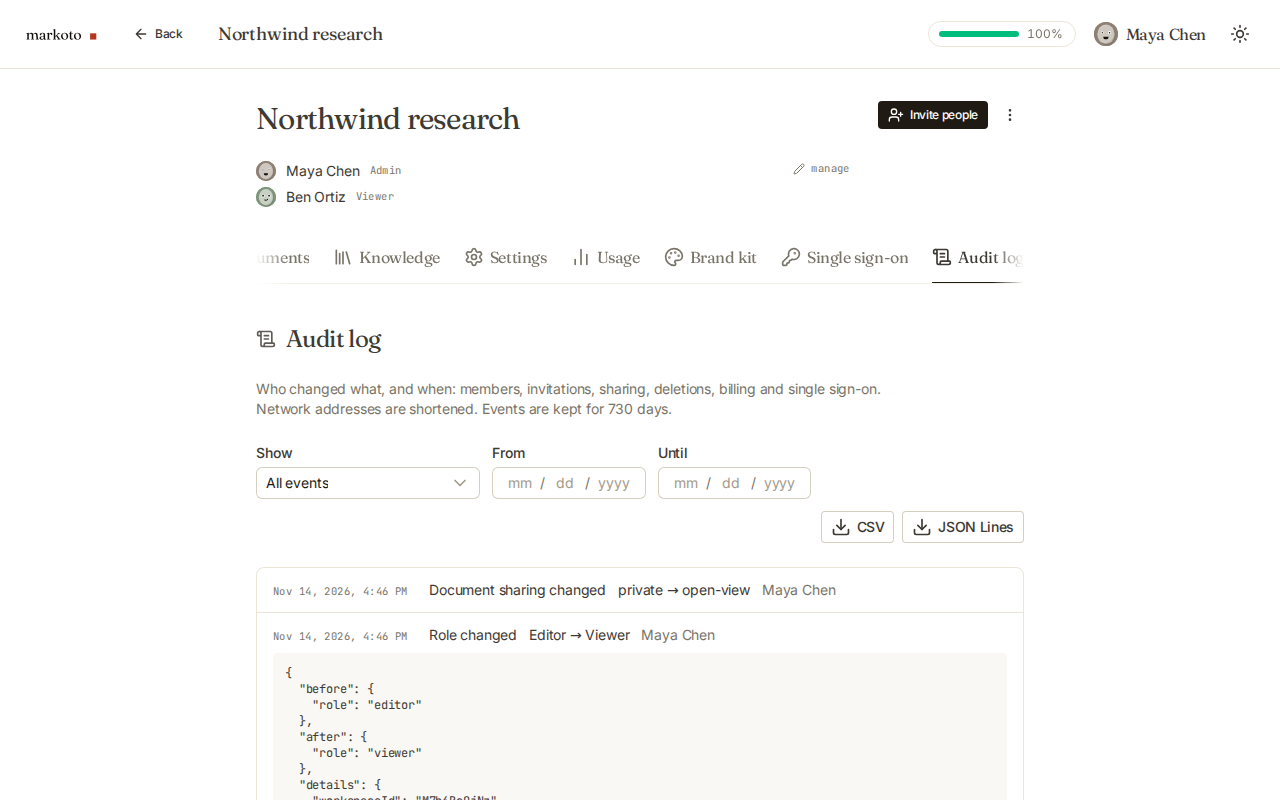 markoto
Back
Northwind research
100%
Maya Chen
Northwind research
Invite people
Maya Chen Admin
manage
Ben Ortiz Viewer
Knowledge Settings Usage Brand kit Single sign-on Audit log
Audit log
Who changed what, and when: members, invitations, sharing, deletions, billing and single sign-on.
Network addresses are shortened. Events are kept for 730 days.
Show From Until
All events mm / dd / yyyy mm / dd / yyyy
CSV JSON Lines
Nov 14, 2026, 4:46 PM Document sharing changed private → open-view Maya Chen
Nov 14, 2026, 4:46 PM Role changed Editor → Viewer Maya Chen
{
"before": {
"role": "editor"
},
"after": {
"role": "viewer"
},
"details": {